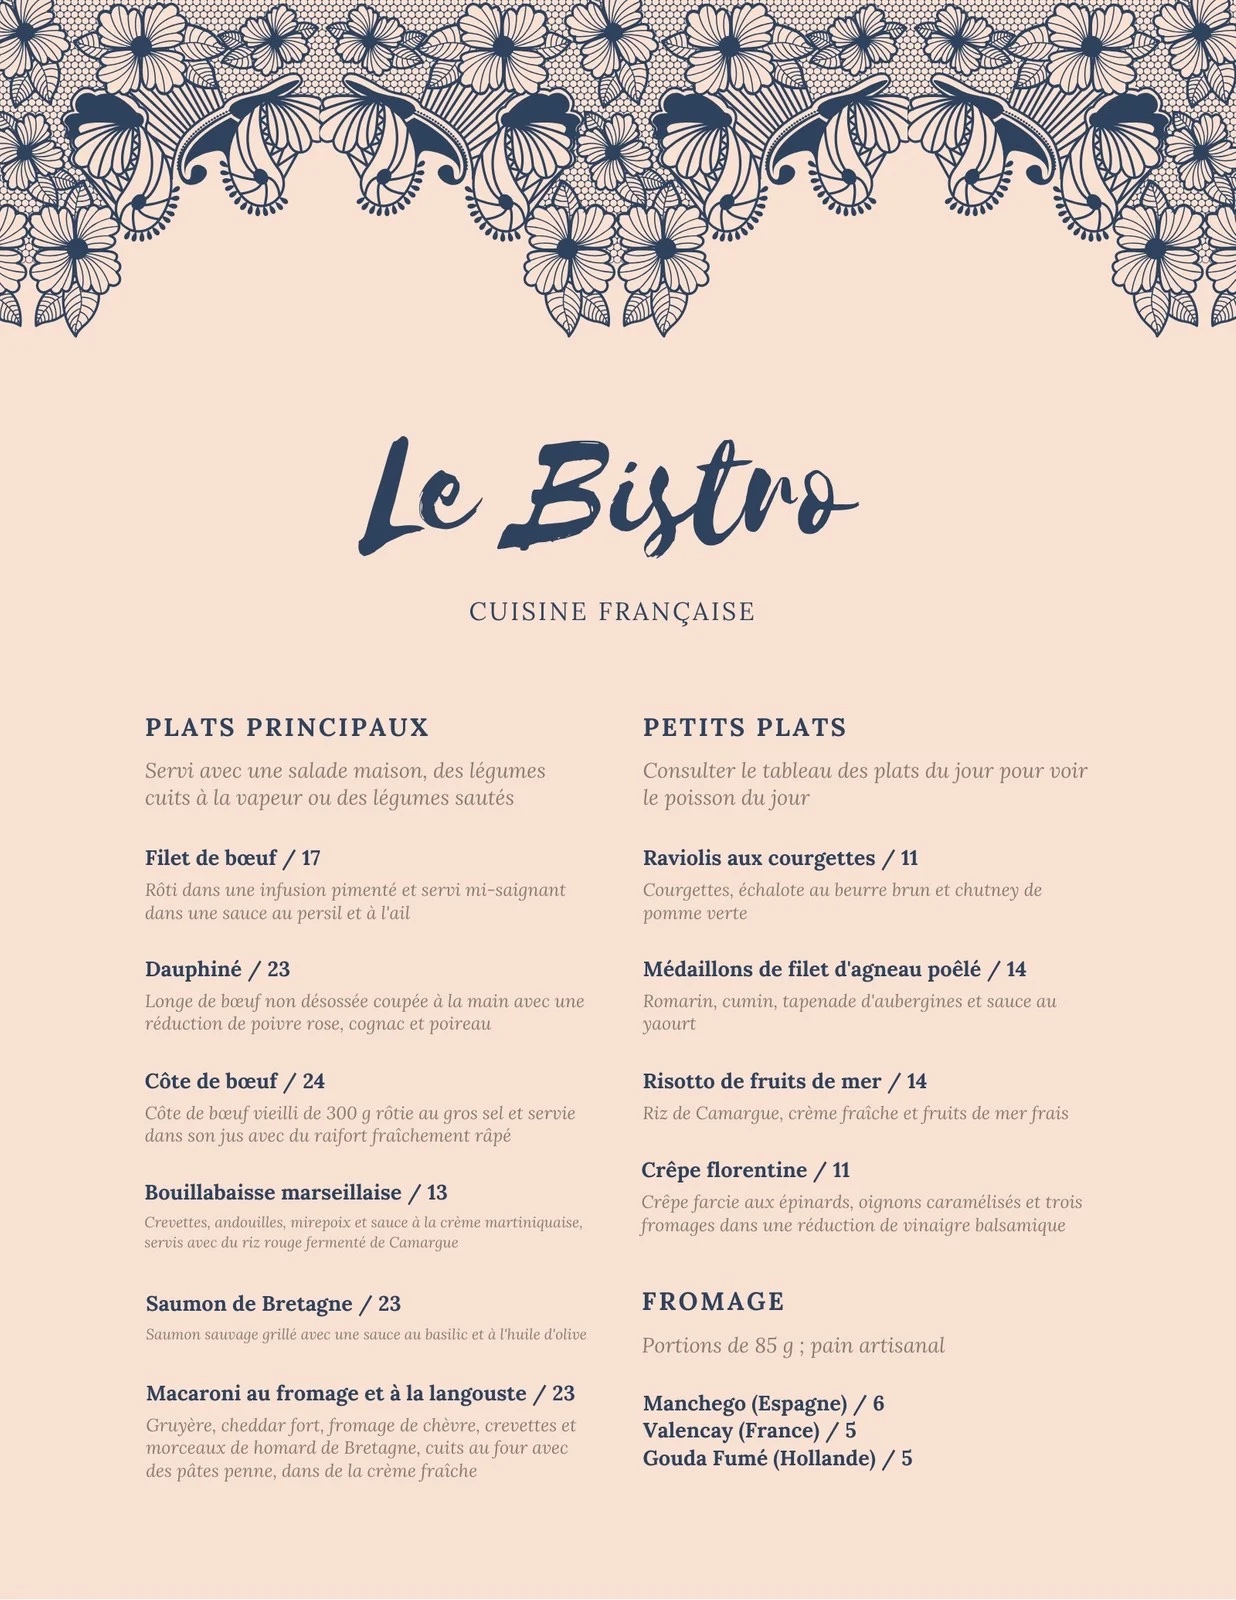 Le Bistro
CUISINE FRANÇAISE
PLATS PRINCIPAUX
Servi avec une salade maison, des légumes
cuits à la vapeur ou des légumes sautés
Filet de bœuf / 17
Rôti dans une infusion pimenté et servi mi-saignant
dans une sauce au persil et à l'ail
Dauphiné / 23
Longe de bœuf non désossée coupée à la main avec une
réduction de poivre rose, cognac et poireau
Côte de bœuf / 24
Côte de bœuf vieilli de 300 g rôtie au gros sel et servie
dans son jus avec du raifort fraîchement râpé
Bouillabaisse marseillaise / 13
Crevettes, andouilles, mirepoix et sauce à la crème martiniquaise,
servis avec du riz rouge fermenté de Camargue
Saumon de Bretagne / 23
Saumon sauvage grillé avec une sauce au basilic et à l'huile d'olive
Macaroni au fromage et à la langouste / 23
Gruyère, cheddar fort, fromage de chèvre, crevettes et
morceaux de homard de Bretagne, cuits au four avec
des pâtes penne, dans de la crème fraîche
PETITS PLATS
Consulter le tableau des plats du jour pour voir
le poisson du jour
Raviolis aux courgettes / 11
Courgettes, échalote au beurre brun et chutney de
pomme verte
Médaillons de filet d'agneau poêlé / 14
Romarin, cumin, tapenade d'aubergines et sauce au
yaourt
Risotto de fruits de mer / 14
Riz de Camargue, crème fraîche et fruits de mer frais
Crêpe florentine / 11
Crêpe farcie aux épinards, oignons caramélisés et trois
fromages dans une réduction de vinaigre balsamique
FROMAGE
Portions de 85 g ; pain artisanal
Manchego (Espagne) / 6
Valencay (France) / 5
Gouda Fumé (Hollande) / 5